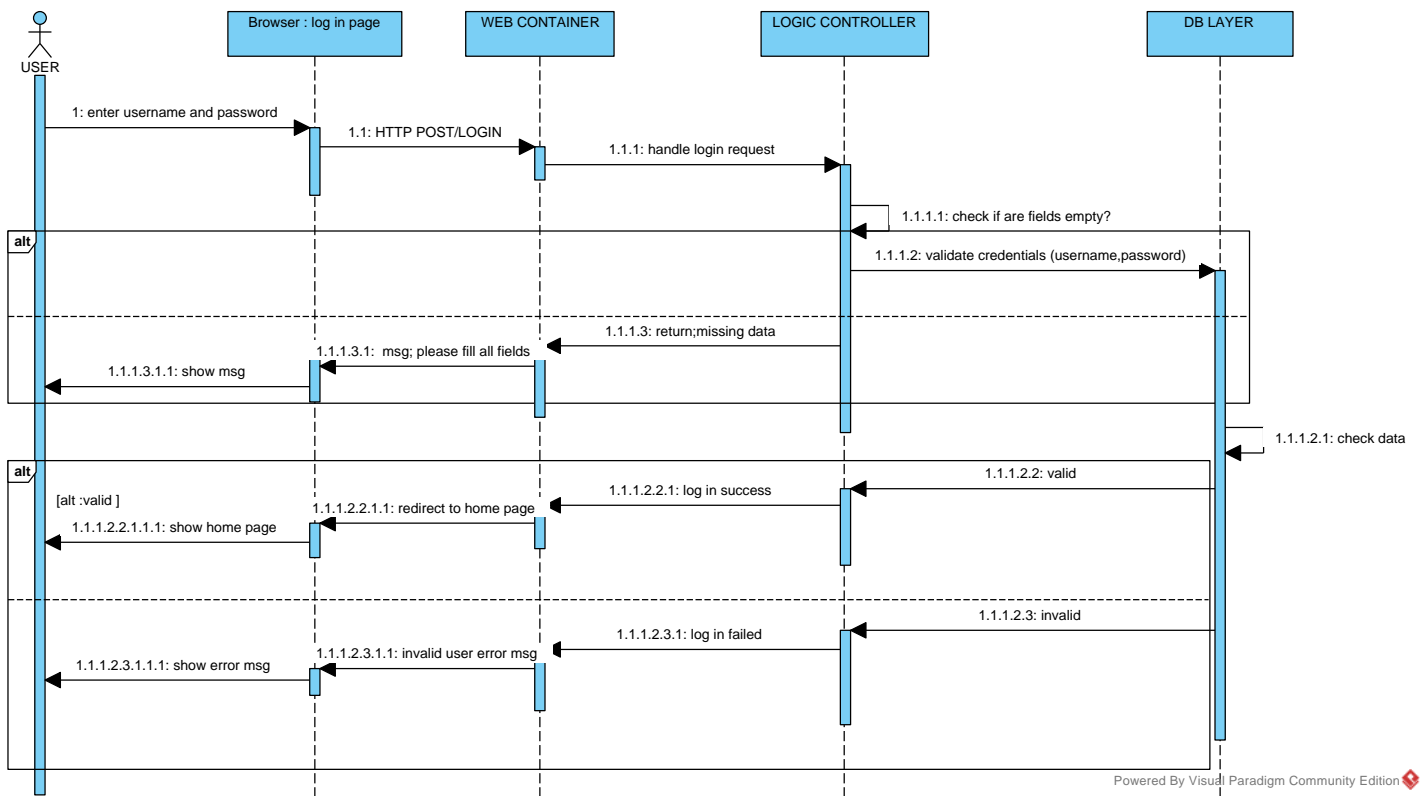 Browser : log in page
WEB CONTAINER
LOGIC CONTROLLER
DB LAYER
USER
1: enter username and password
1.1: HTTP POST/LOGIN
1.1.1: handle login request
1.1.1.1: check if are fields empty?
alt
1.1.1.2: validate credentials (username,password)
1.1.1.3: return;missing data
1.1.1.3.1:  msg; please fill all fields
1.1.1.3.1.1: show msg
1.1.1.2.1: check data
alt
1.1.1.2.2: valid
[alt :valid ]
1.1.1.2.2.1: log in success
1.1.1.2.2.1.1: redirect to home page
1.1.1.2.2.1.1.1: show home page
1.1.1.2.3: invalid
1.1.1.2.3.1: log in failed
1.1.1.2.3.1.1: invalid user error msg
1.1.1.2.3.1.1.1: show error msg
Powered By Visual Paradigm Community Edition